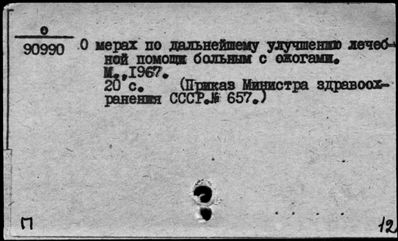 0
90990 О мерах по дальнейшему улучшению лечеб-
ной помощи больным с ожогами.
М.,1967.
20 с. (Приказ Министра здравоох-
ранения СССР.№ 657.)
П 12